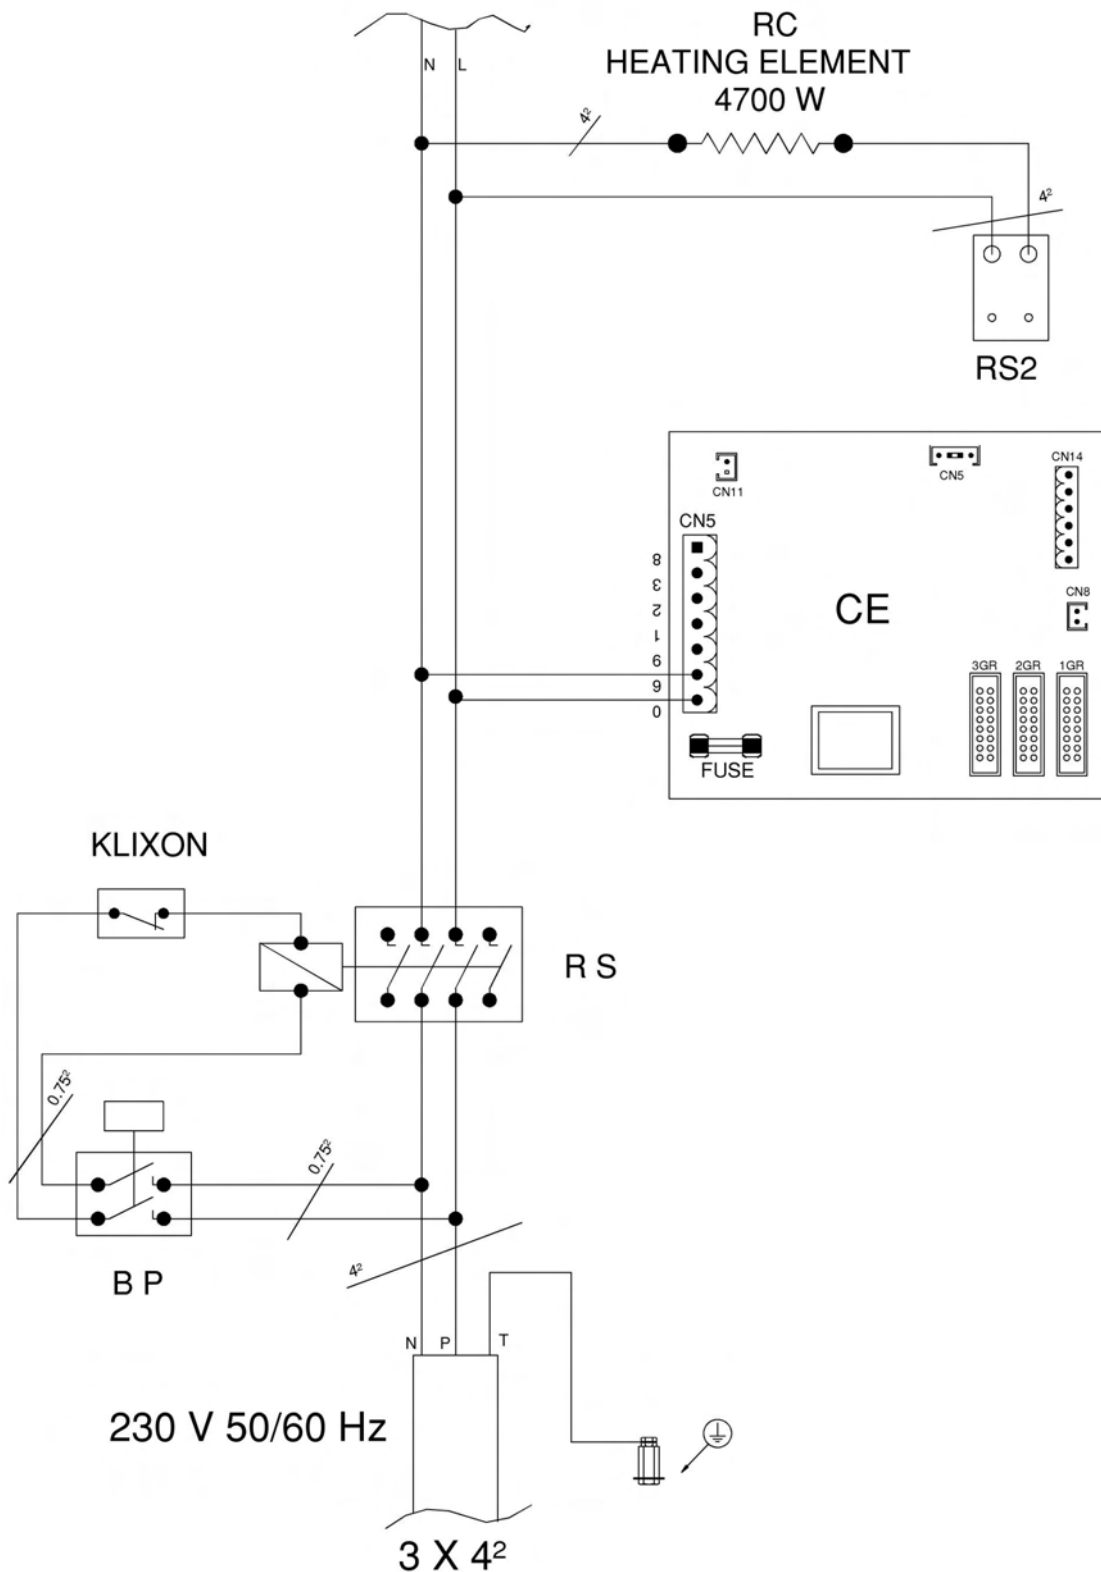 RC
HEATING ELEMENT
4700 W
N
L
4²
4²
RS2
CN11
CN5
CN14
CN5
8
3
2
1
9
6
0
CE
CN8
3GR
2GR
1GR
FUSE
KLIXON
R S
0.75²
0.75²
B P
4²
N
P
T
230 V 50/60 Hz
3 X 4²